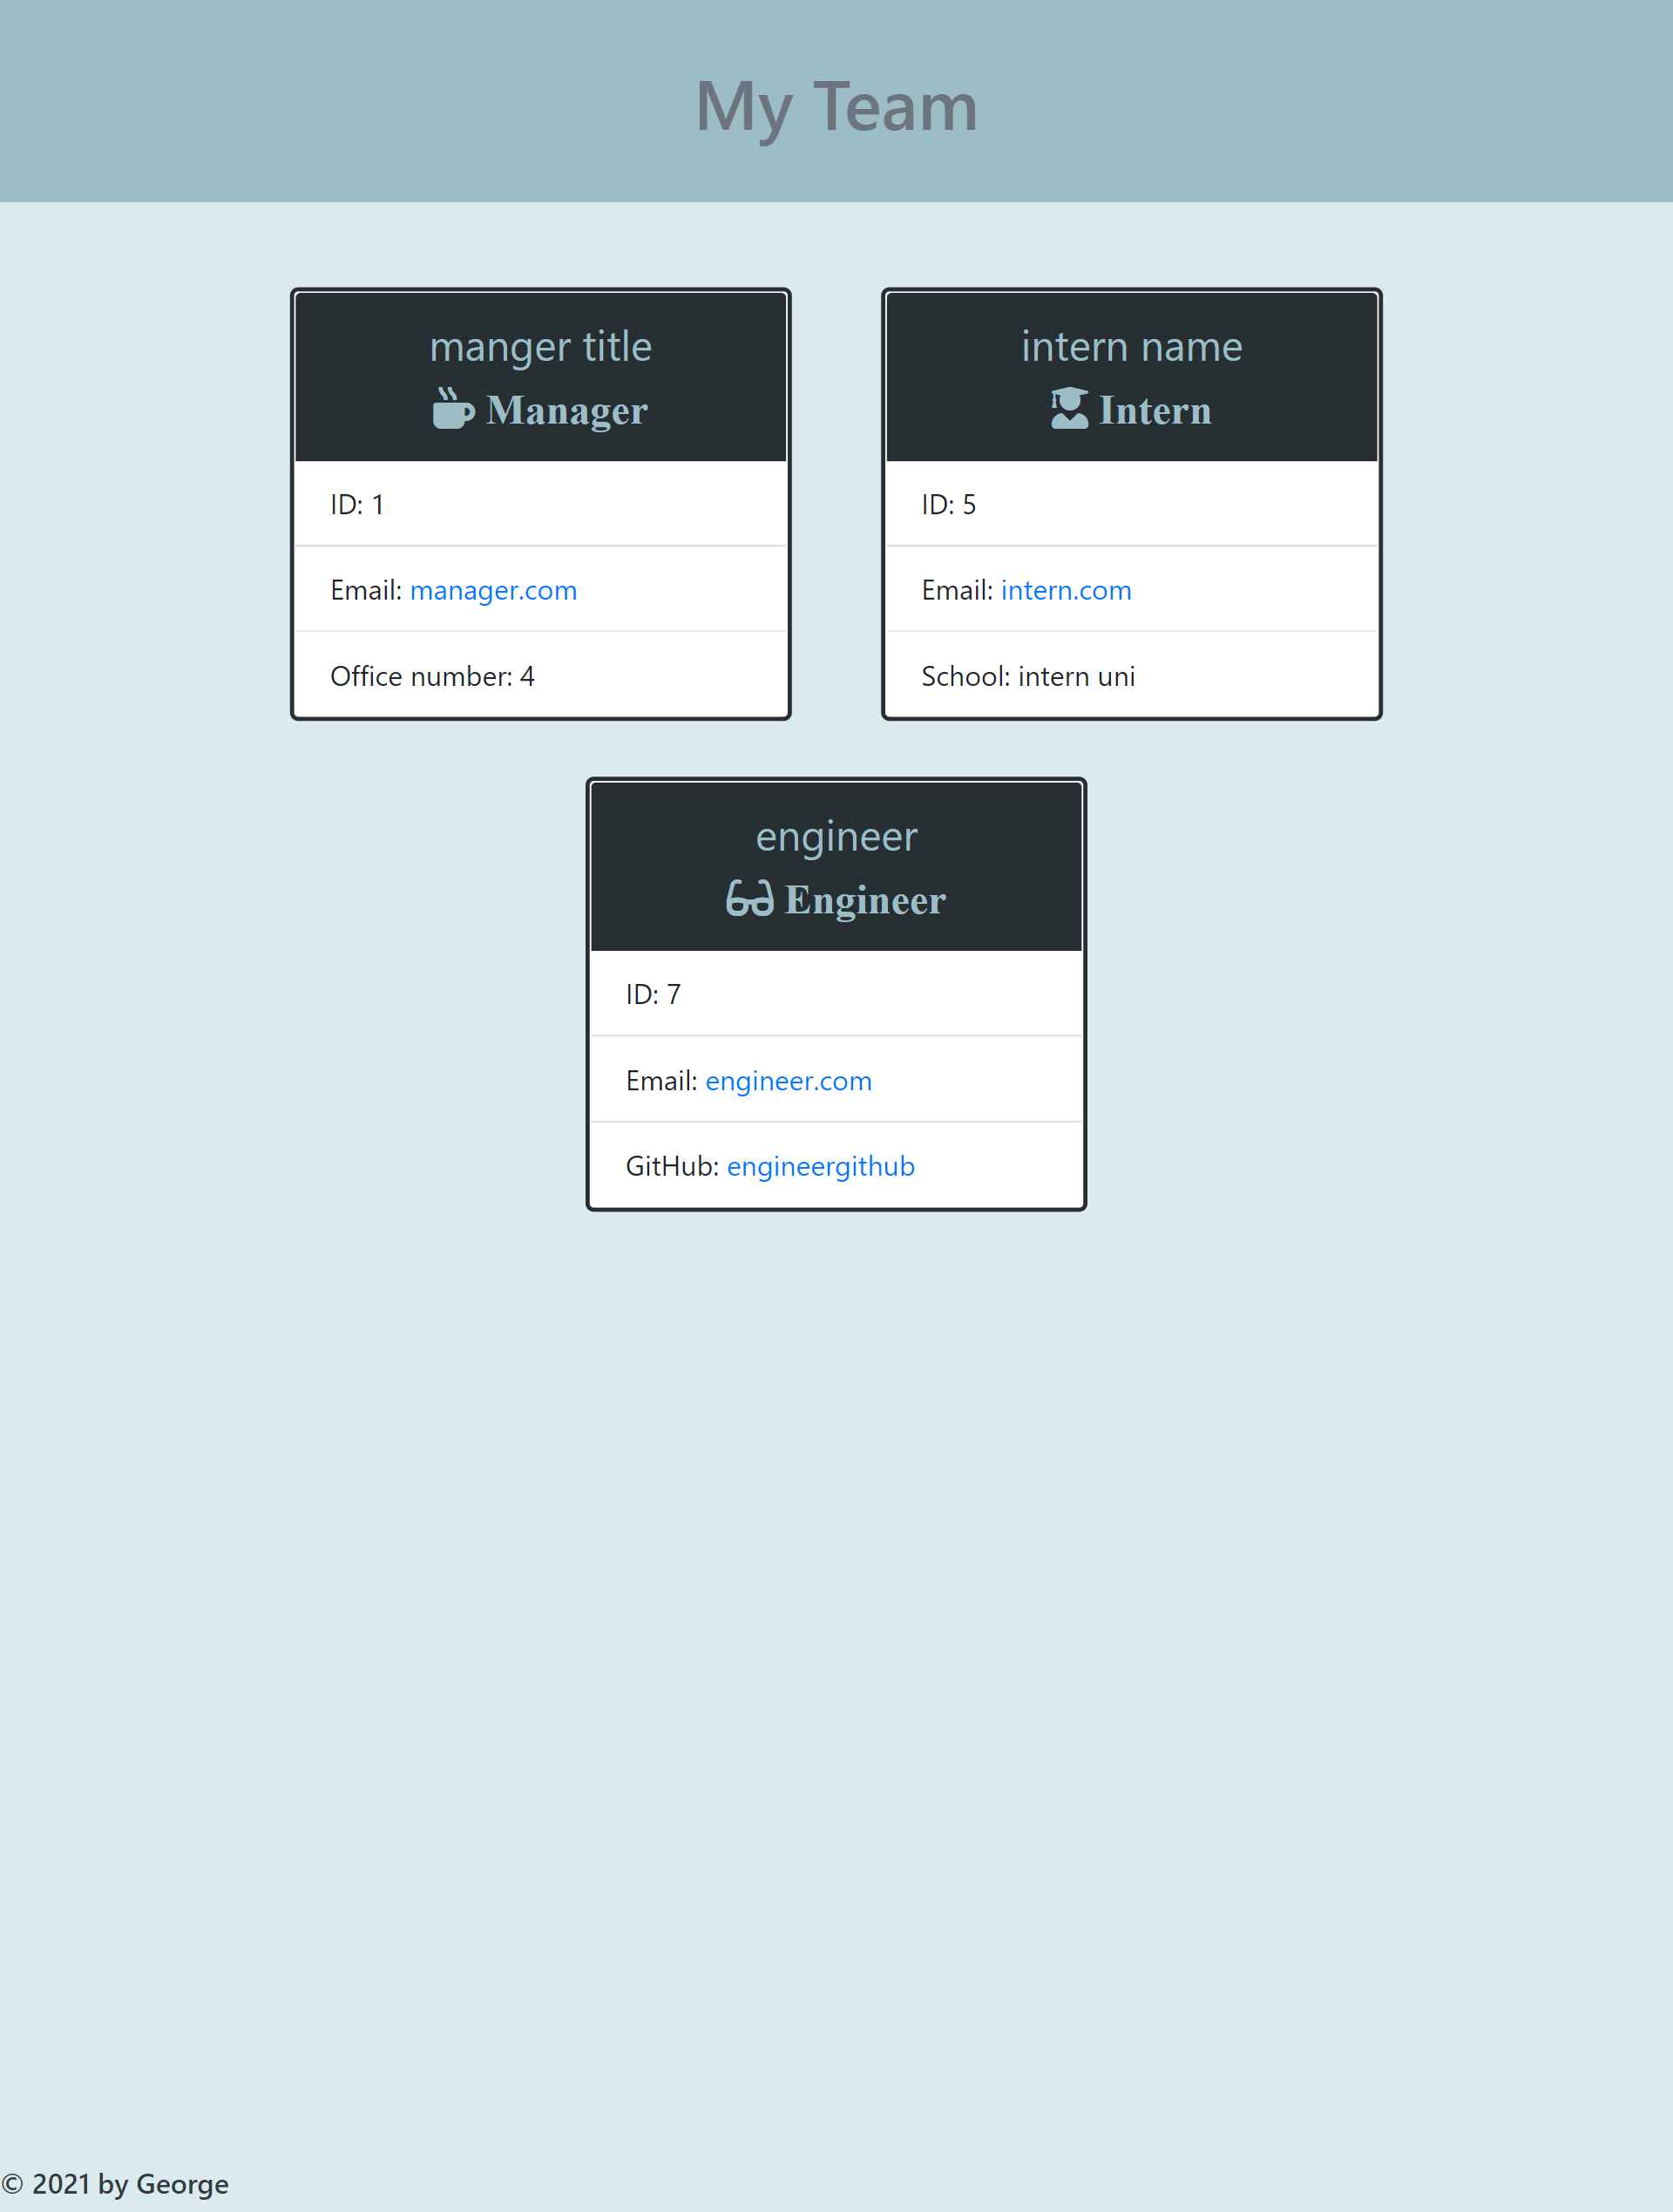 My Team
manger title
Manager
ID: 1
Email: manager.com
Office number: 4
intern name
Intern
ID: 5
Email: intern.com
School: intern uni
engineer
Engineer
ID: 7
Email: engineer.com
GitHub: engineergithub
© 2021 by George